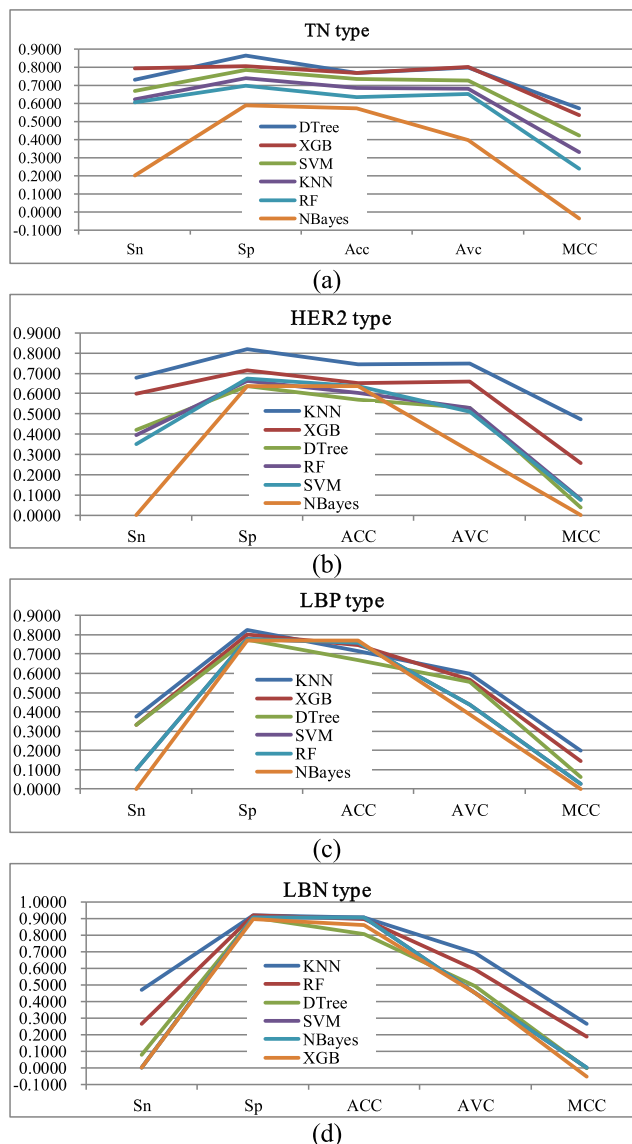 TN type
0.9000
0.8000
0.7000
0.6000
0.5000
0.4000
0.3000
0.2000
0.1000
0.0000
-0.1000
DTree
XGB
SVM
KNN
RF
NBayes
Sn Sp Acc Avc MCC
(a)
HER2 type
0.9000
0.8000
0.7000
0.6000
0.5000
0.4000
0.3000
0.2000
0.1000
0.0000
KNN
XGB
DTree
RF
SVM
NBayes
Sn Sp ACC AVC MCC
(b)
LBP type
0.9000
0.8000
0.7000
0.6000
0.5000
0.4000
0.3000
0.2000
0.1000
0.0000
KNN
XGB
DTree
SVM
RF
NBayes
Sn Sp ACC AVC MCC
(c)
LBN type
1.0000
0.9000
0.8000
0.7000
0.6000
0.5000
0.4000
0.3000
0.2000
0.1000
0.0000
-0.1000
KNN
RF
DTree
SVM
NBayes
XGB
Sn Sp ACC AVC MCC
(d)